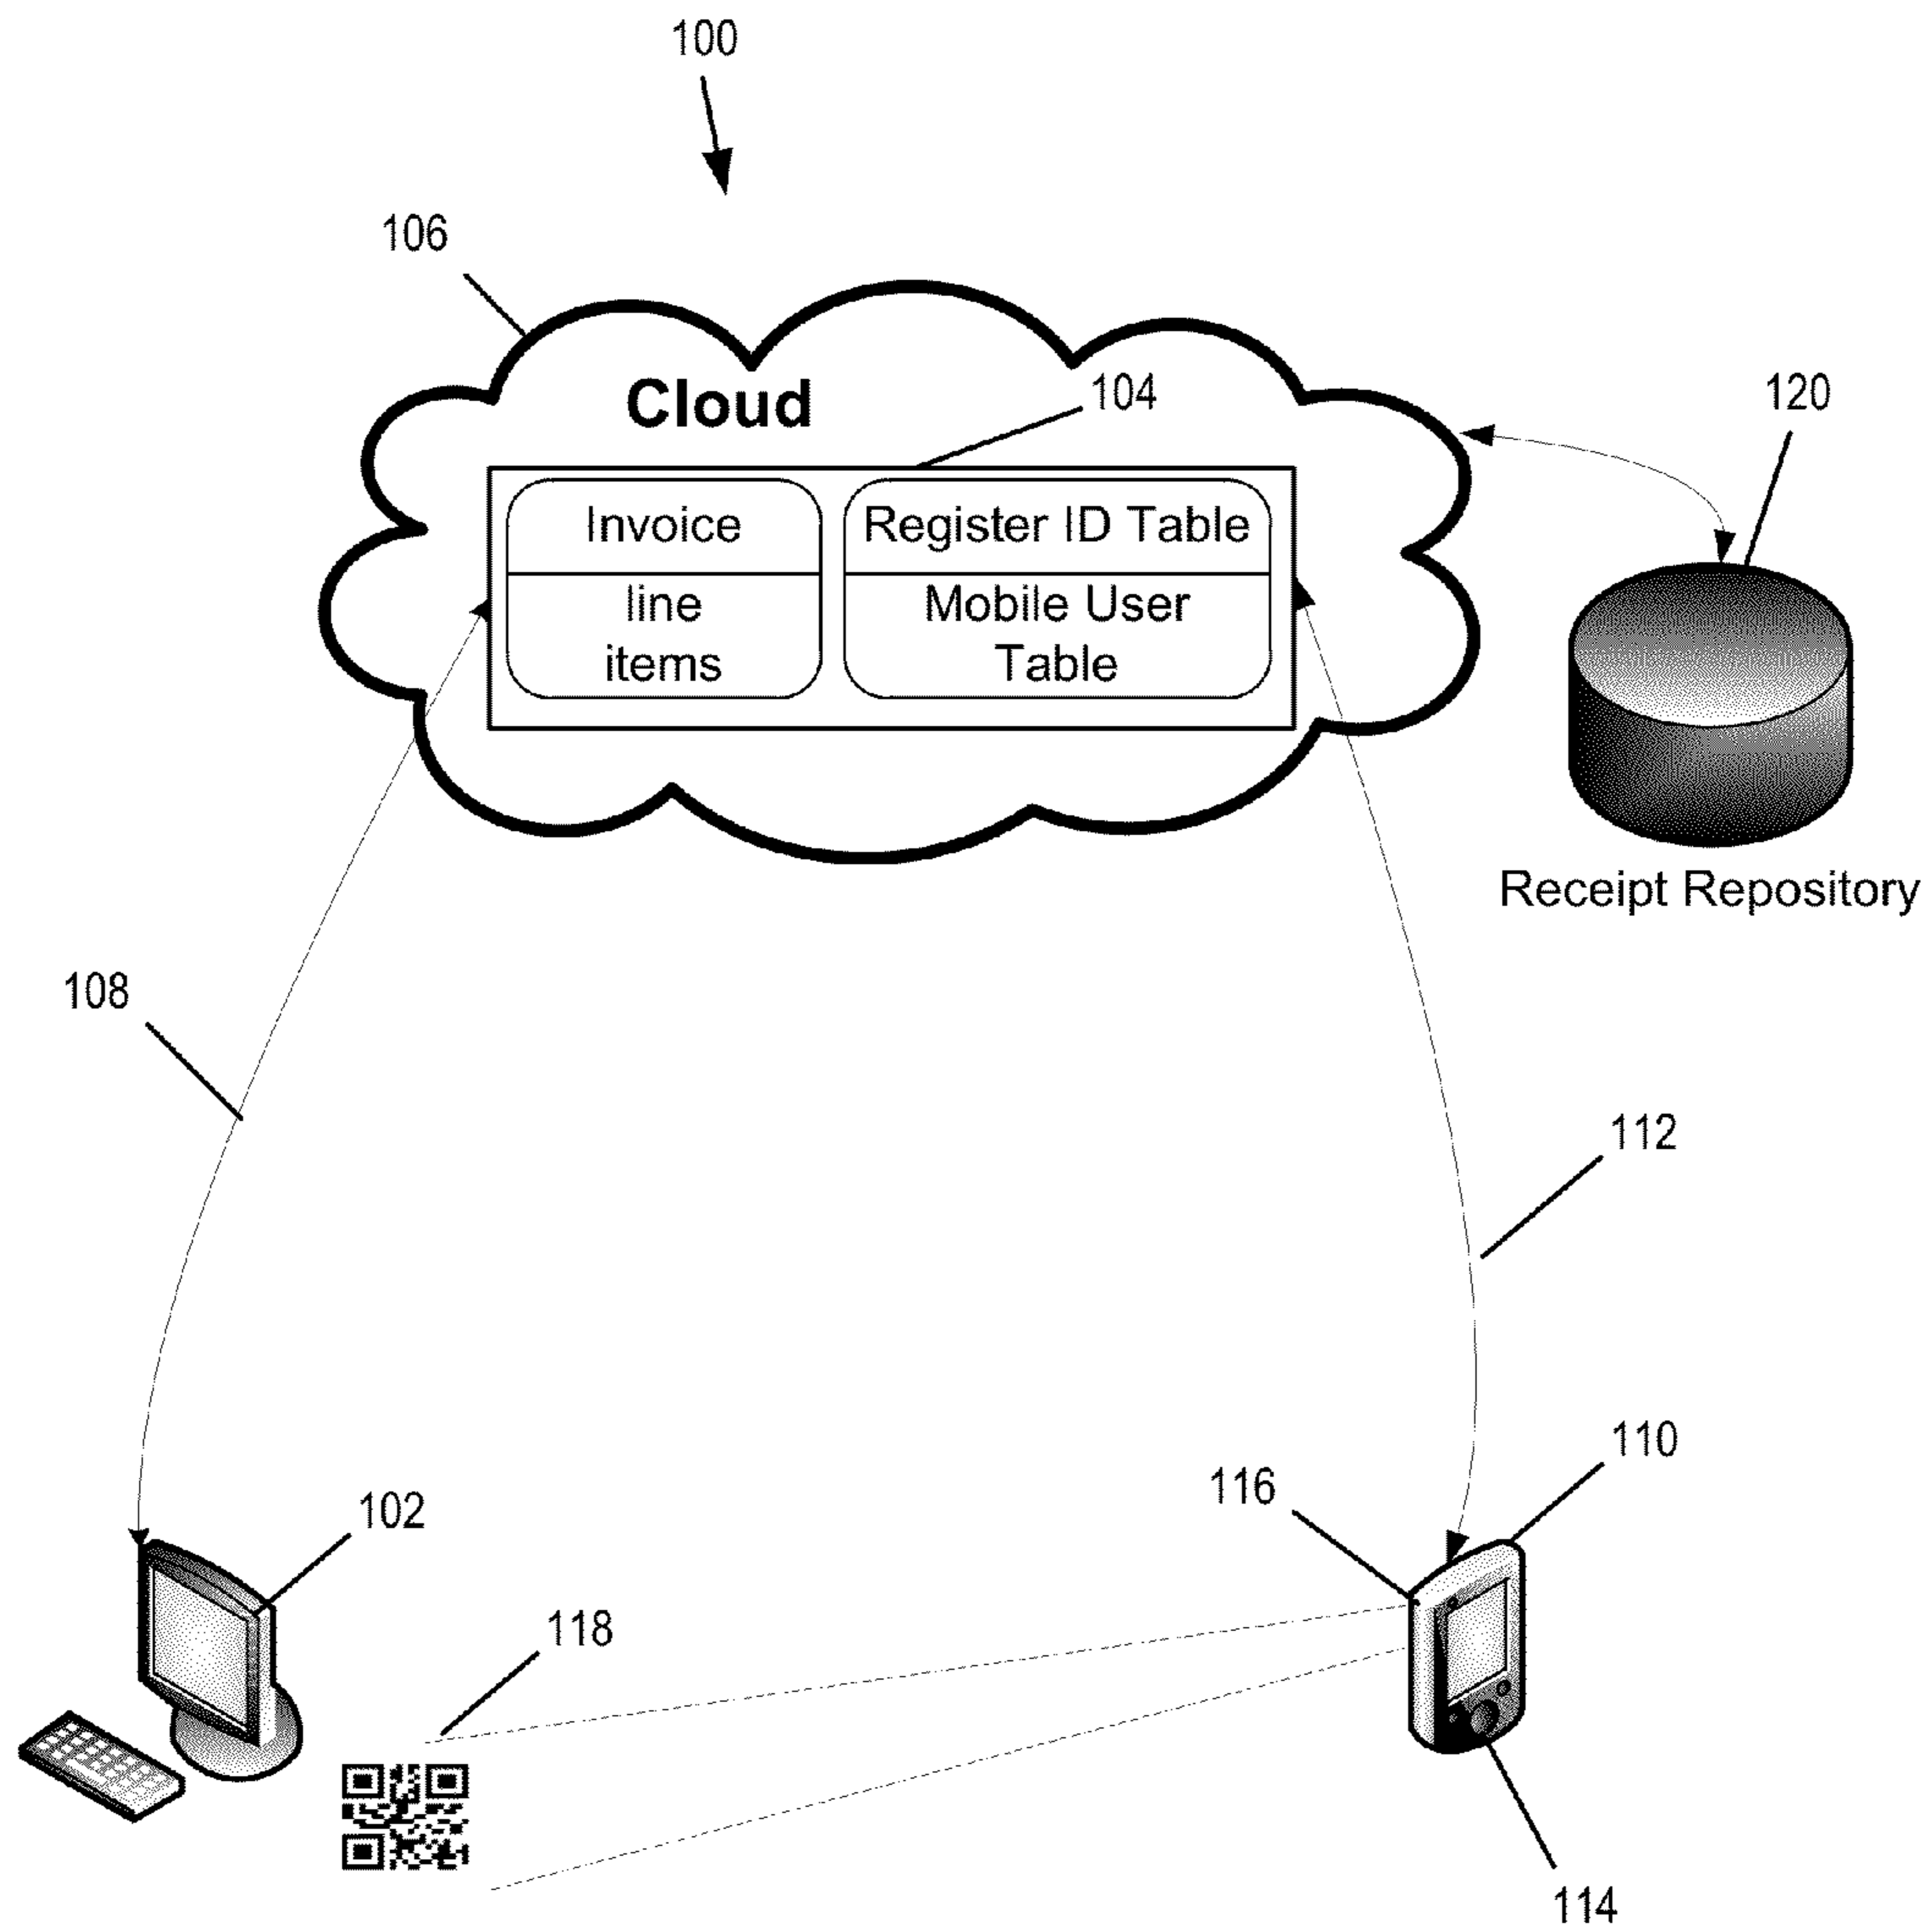 100
106
Cloud
104
120
Invoice
Register ID Table
line
items
Mobile User
Table
Receipt Repository
108
112
110
116
102
118
114